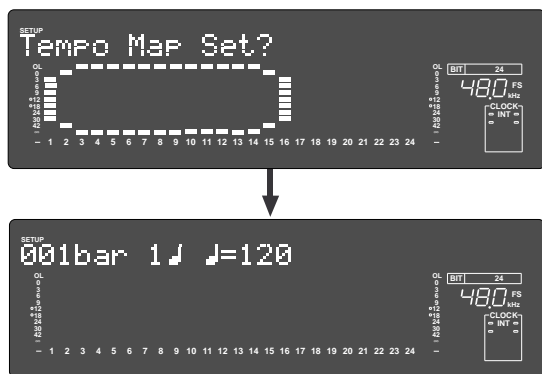 SETUP
Tempo Map Set?
OL
0
3
6
9
12
18
24
30
42
–
OL
0
3
6
9
12
18
24
30
42
–
BIT 24
48.0 FS
kHz
CLOCK
INT
– 1 2 3 4 5 6 7 8 9 10 11 12 13 14 15 16 17 18 19 20 21 22 23 24 –
SETUP
001bar 1♩ ♩=120
OL
0
3
6
9
12
18
24
30
42
–
OL
0
3
6
9
12
18
24
30
42
–
BIT 24
48.0 FS
kHz
CLOCK
INT
– 1 2 3 4 5 6 7 8 9 10 11 12 13 14 15 16 17 18 19 20 21 22 23 24 –